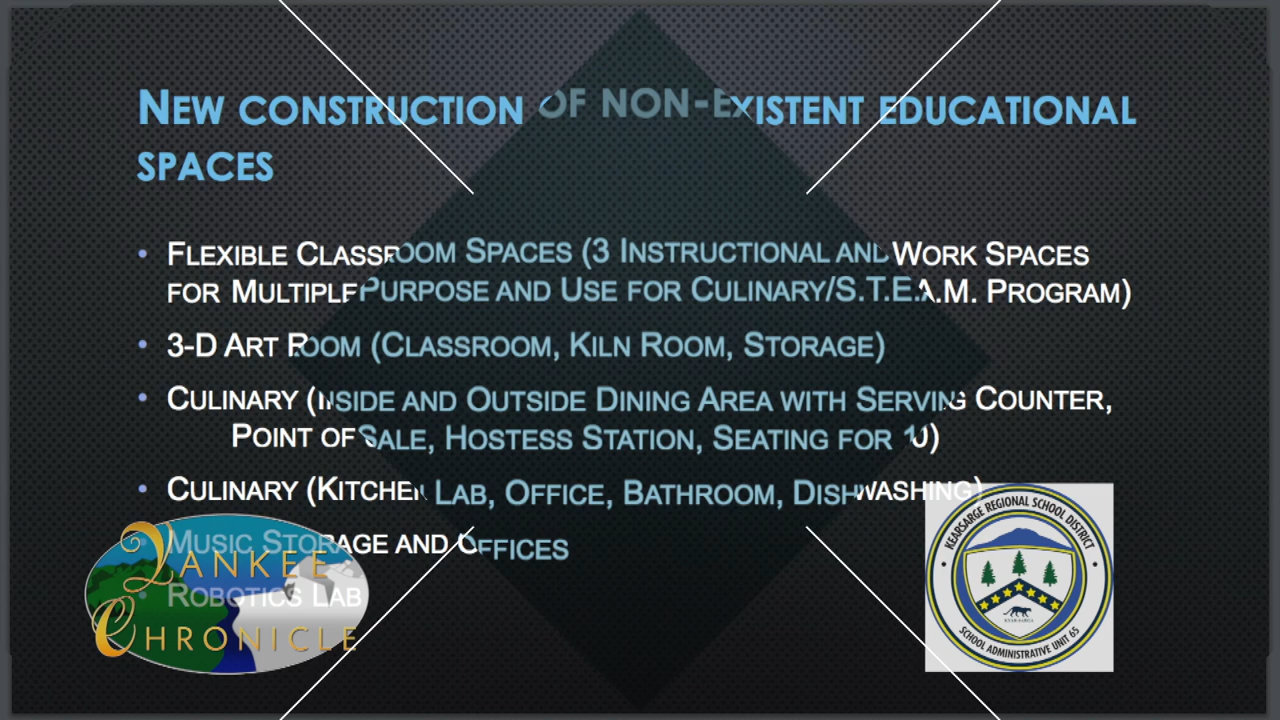 New construction of non-existent educational
spaces
• Flexible Classroom Spaces (3 Instructional and Work Spaces
for Multiple Purpose and Use for Culinary/S.T.E.A.M. Program)
• 3-D Art Room (Classroom, Kiln Room, Storage)
• Culinary (Inside and Outside Dining Area with Serving Counter,
Point of Sale, Hostess Station, Seating for 10)
• Culinary (Kitchen Lab, Office, Bathroom, Dishwashing)
• Music Storage and Offices
• Robotics Lab
Yankee
Chronicle
KEARSARGE REGIONAL SCHOOL DISTRICT
SCHOOL ADMINISTRATIVE UNIT 65